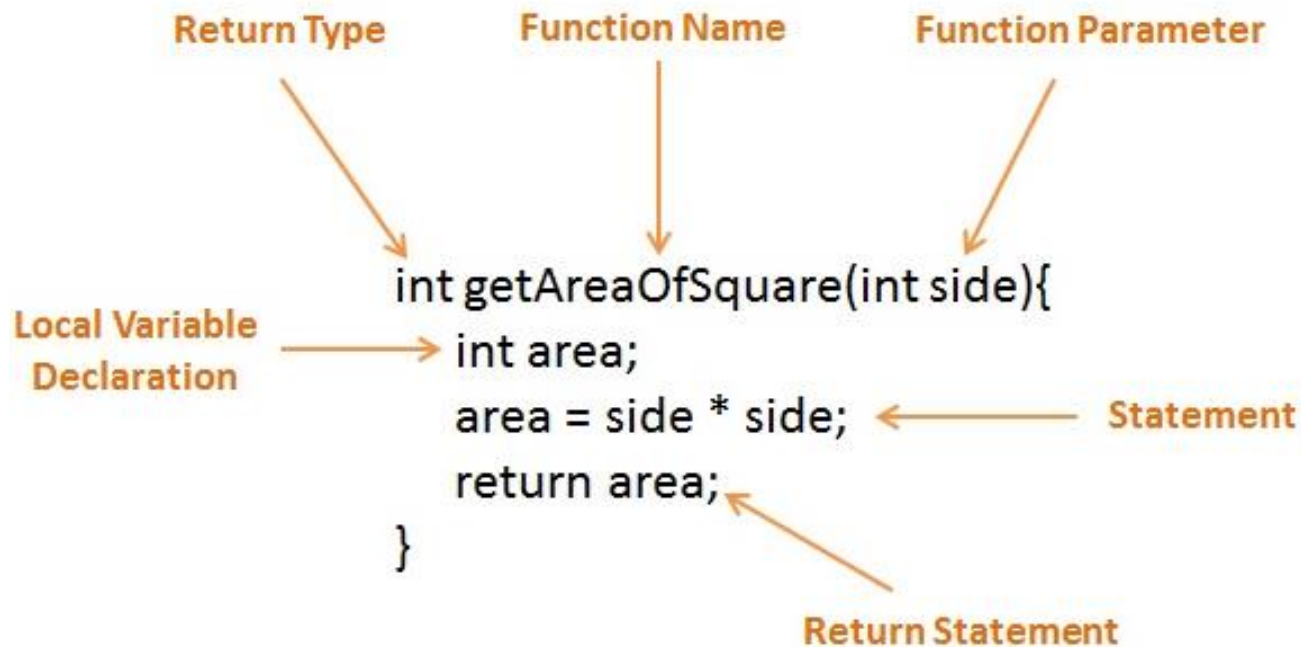 Return Type
Function Name
Function Parameter
int getAreaOfSquare(int side){
Local Variable
Declaration
int area;
area = side * side;
Statement
return area;
}
Return Statement